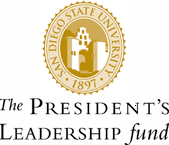 SAN DIEGO STATE UNIVERSITY
• 1897 •
The PRESIDENT'S
LEADERSHIP fund